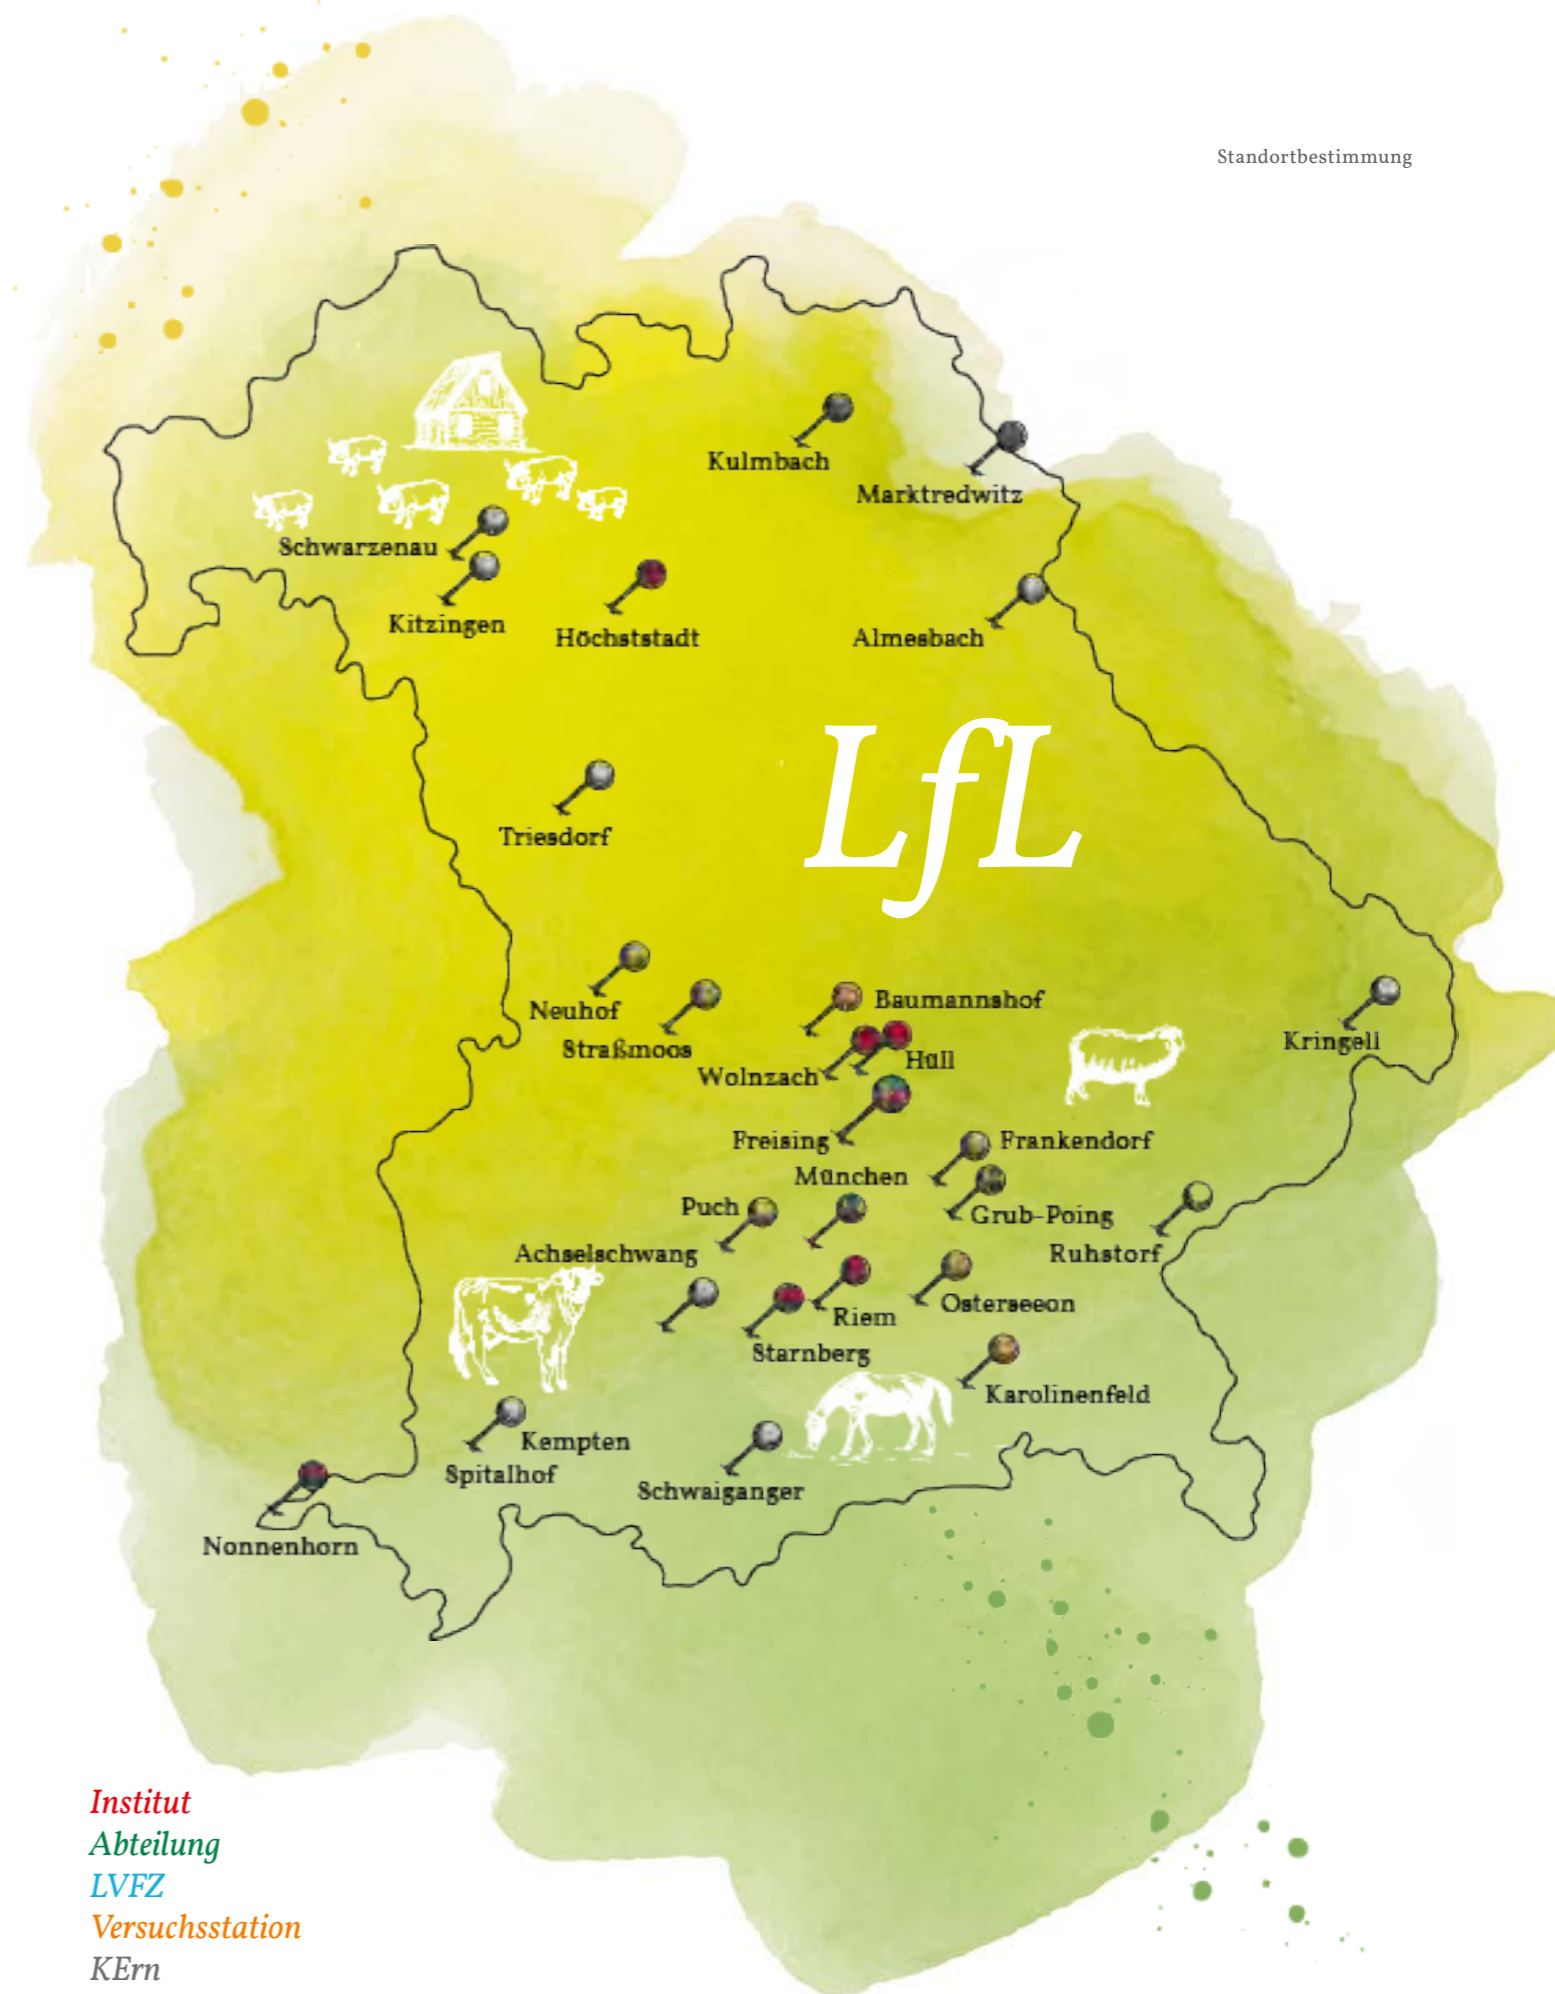 Standortbestimmung
Kulmbach
Marktredwitz
Schwarzenau
Kitzingen
Höchststadt
Almesbach
LfL
Triesdorf
Neuhof
Straßmoos
Baumannshof
Hüll
Wolnzach
Kringell
Freising
Frankendorf
München
Puch
Grub-Poing
Achselschwang
Ruhstorf
Osterseeon
Riem
Starnberg
Karolinenfeld
Kempten
Spitalhof
Schwaiganger
Nonnenhorn
Institut
Abteilung
LVFZ
Versuchsstation
KErn